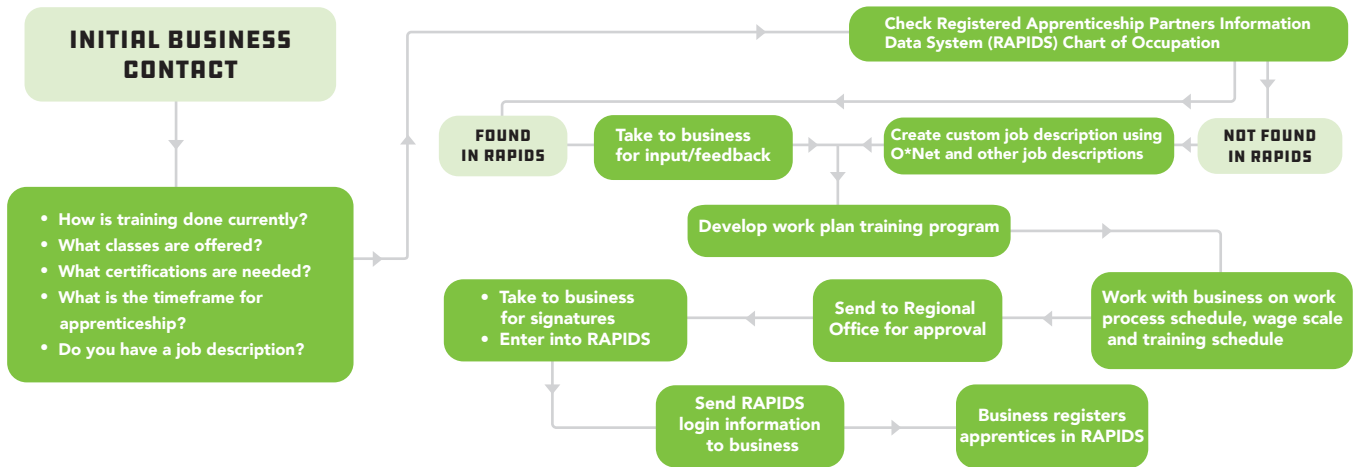 INITIAL BUSINESS
CONTACT
• How is training done currently?
• What classes are offered?
• What certifications are needed?
• What is the timeframe for
apprenticeship?
• Do you have a job description?
Check Registered Apprenticeship Partners Information
Data System (RAPIDS) Chart of Occupation
FOUND
IN RAPIDS
Take to business
for input/feedback
Create custom job description using
O*Net and other job descriptions
NOT FOUND
IN RAPIDS
Develop work plan training program
Work with business on work
process schedule, wage scale
and training schedule
Send to Regional
Office for approval
• Take to business
for signatures
• Enter into RAPIDS
Send RAPIDS
login information
to business
Business registers
apprentices in RAPIDS